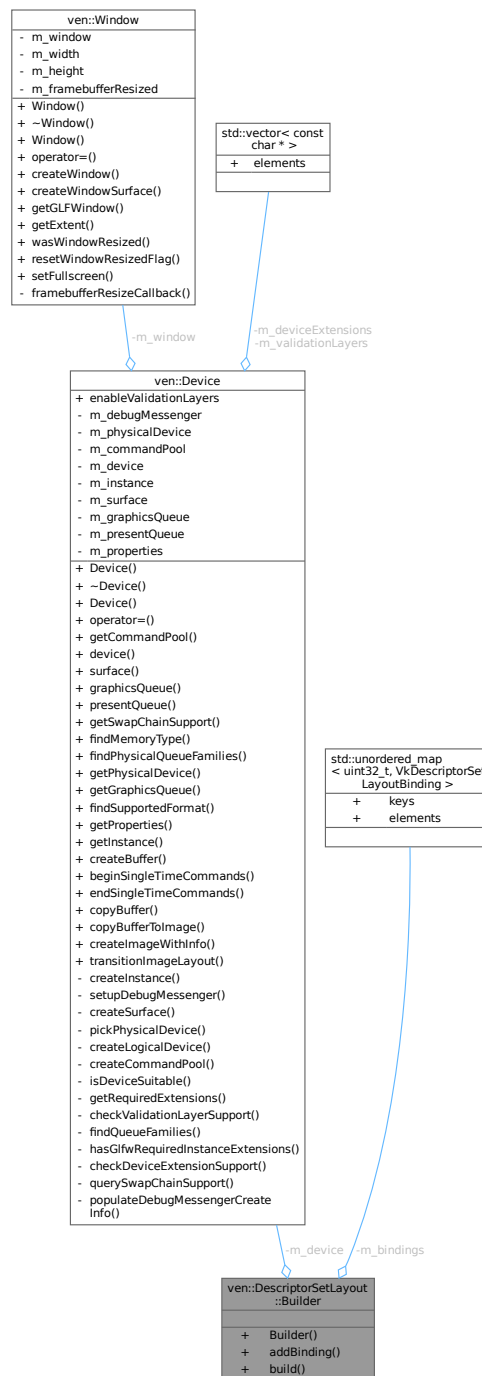 ven::Window
- m_window
- m_width
- m_height
- m_framebufferResized
+ Window()
+ ~Window()
+ Window()
+ operator=()
+ createWindow()
+ createWindowSurface()
+ getGLFWindow()
+ getExtent()
+ wasWindowResized()
+ resetWindowResizedFlag()
+ setFullscreen()
- framebufferResizeCallback()
std::vector< const
char * >
+ elements
-m_window
-m_deviceExtensions
-m_validationLayers
ven::Device
+ enableValidationLayers
- m_debugMessenger
- m_physicalDevice
- m_commandPool
- m_device
- m_instance
- m_surface
- m_graphicsQueue
- m_presentQueue
- m_properties
+ Device()
+ ~Device()
+ Device()
+ operator=()
+ getCommandPool()
+ device()
+ surface()
+ graphicsQueue()
+ presentQueue()
+ getSwapChainSupport()
+ findMemoryType()
+ findPhysicalQueueFamilies()
+ getPhysicalDevice()
+ getGraphicsQueue()
+ findSupportedFormat()
+ getProperties()
+ getInstance()
+ createBuffer()
+ beginSingleTimeCommands()
+ endSingleTimeCommands()
+ copyBuffer()
+ copyBufferToImage()
+ createImageWithInfo()
+ transitionImageLayout()
- createInstance()
- setupDebugMessenger()
- createSurface()
- pickPhysicalDevice()
- createLogicalDevice()
- createCommandPool()
- isDeviceSuitable()
- getRequiredExtensions()
- checkValidationLayerSupport()
- findQueueFamilies()
- hasGlfwRequiredInstanceExtensions()
- checkDeviceExtensionSupport()
- querySwapChainSupport()
- populateDebugMessengerCreate
Info()
std::unordered_map
< uint32_t, VkDescriptorSet
LayoutBinding >
+ keys
+ elements
-m_device
-m_bindings
ven::DescriptorSetLayout
::Builder
+ Builder()
+ addBinding()
+ build()